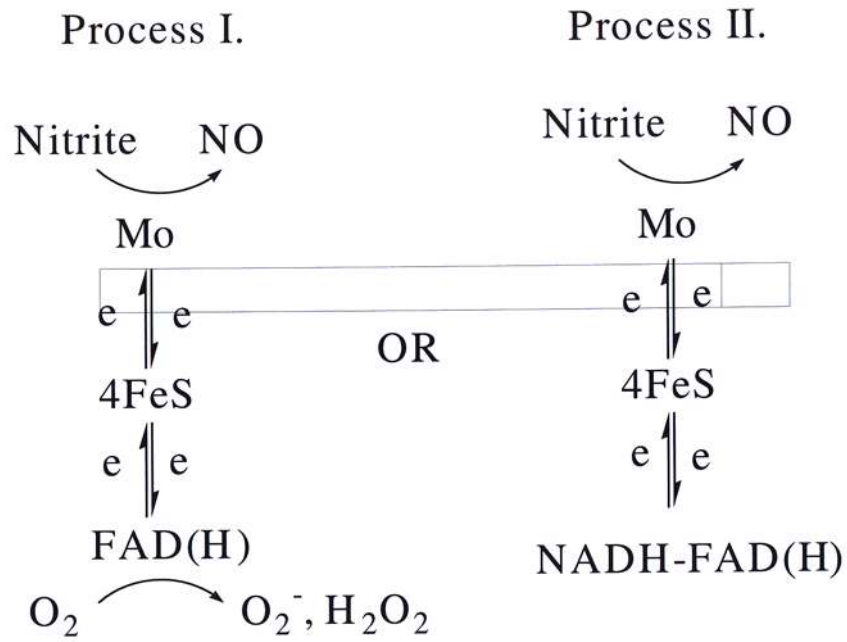 Process I.
Process II.
Nitrite NO
Nitrite NO
Mo
Mo
e e
e e
OR
4FeS
4FeS
e e
e e
FAD(H)
NADH-FAD(H)
O₂ O₂⁻, H₂O₂